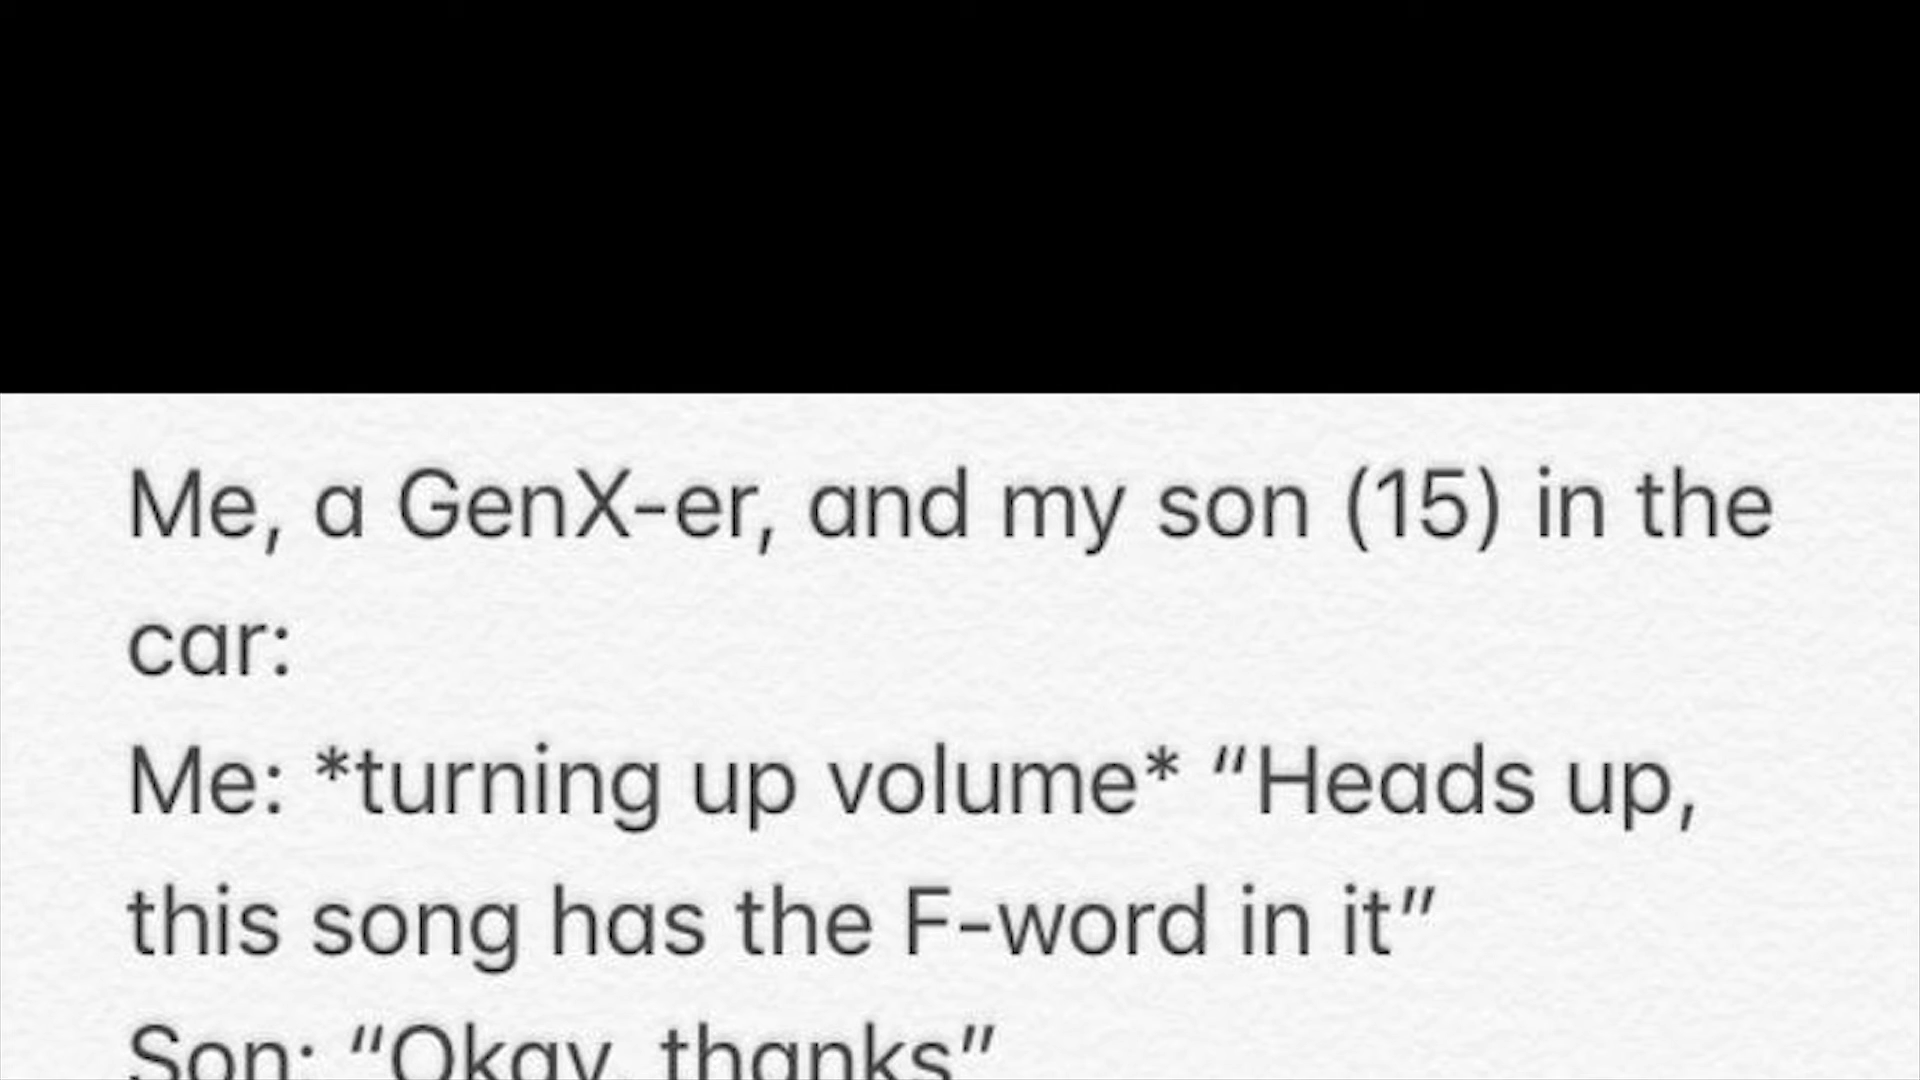 Me, a GenX-er, and my son (15) in the
car:
Me: *turning up volume* “Heads up,
this song has the F-word in it”
Son: “Okay, thanks”